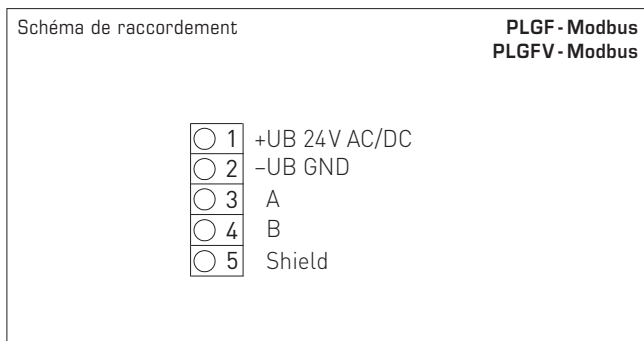 Schéma de raccordement
PLGF - Modbus
PLGFV - Modbus
1 +UB 24V AC/DC
2 –UB GND
3 A
4 B
5 Shield